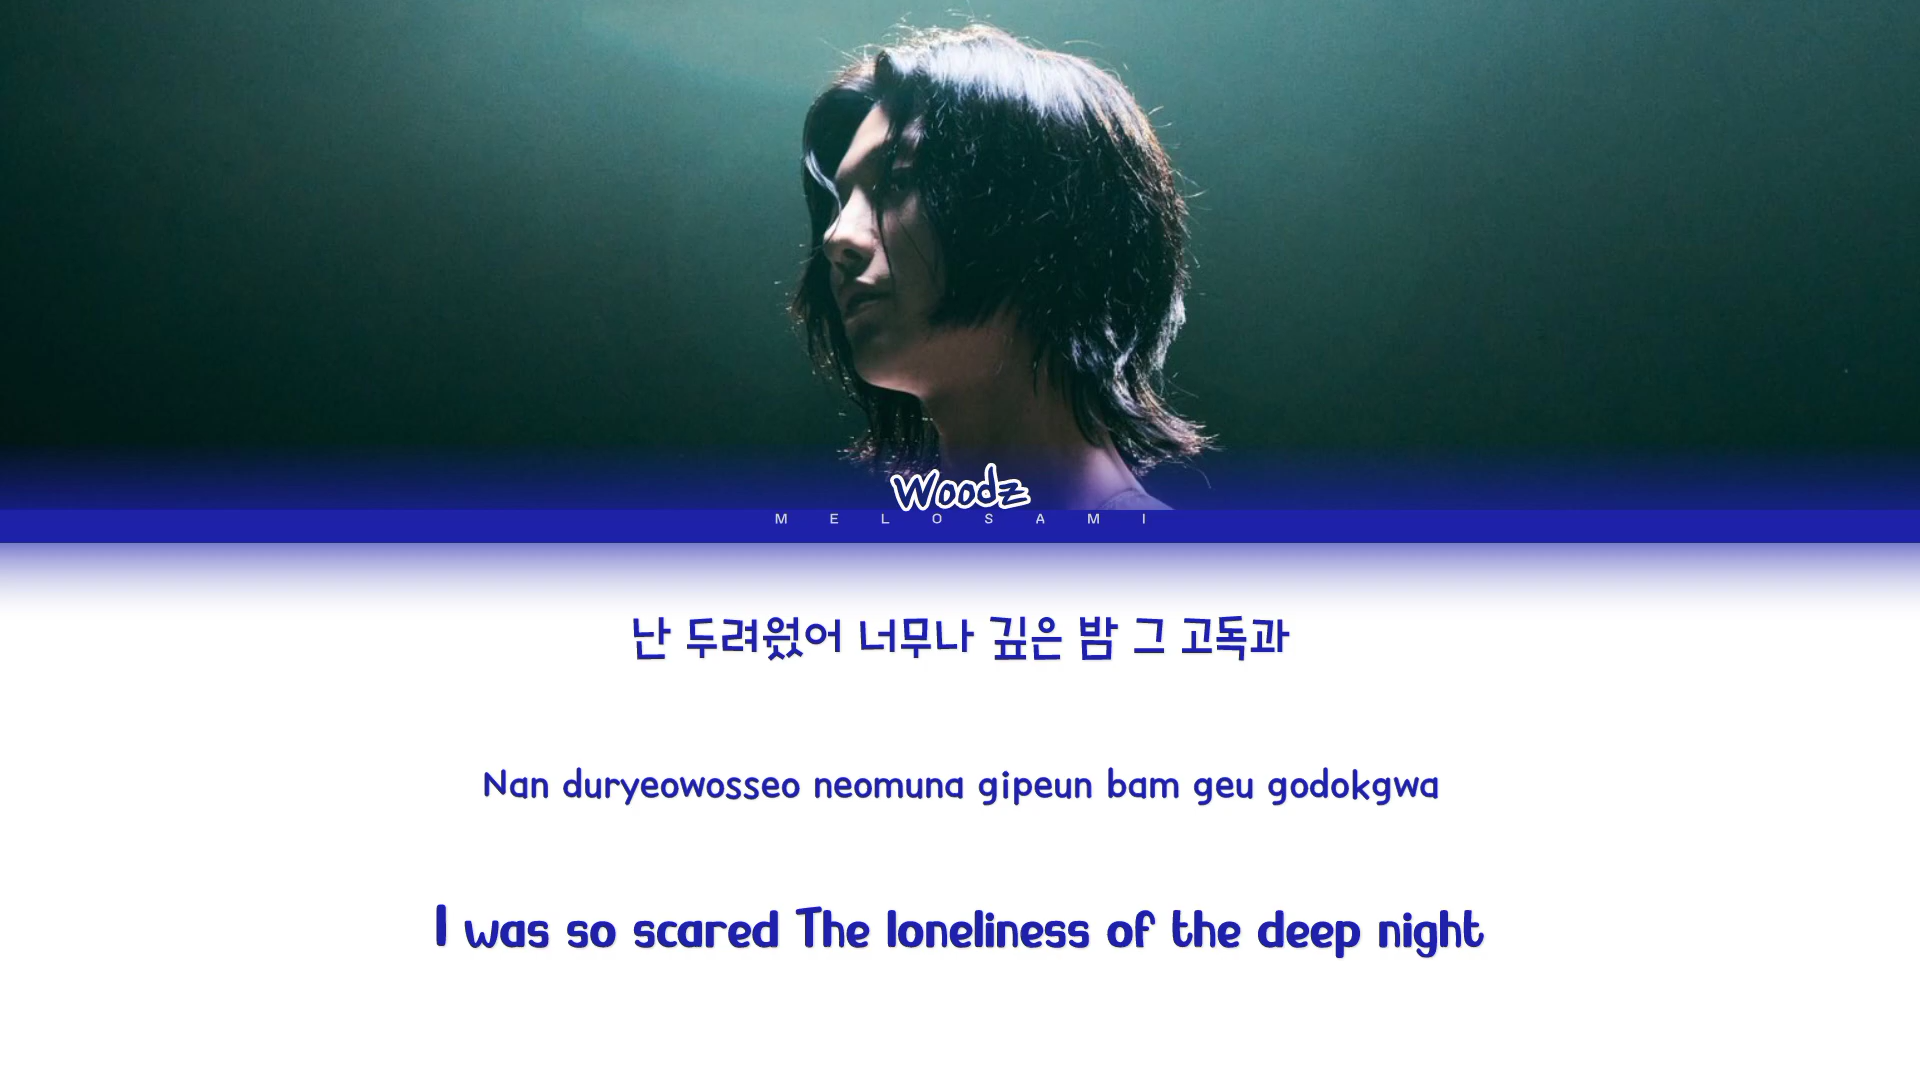 Woodz
MELOSAMI
난 두려웠어 너무나 깊은 밤 그 고독과
Nan duryeowosseo neomuna gipeun bam geu godokgwa
I was so scared The loneliness of the deep night